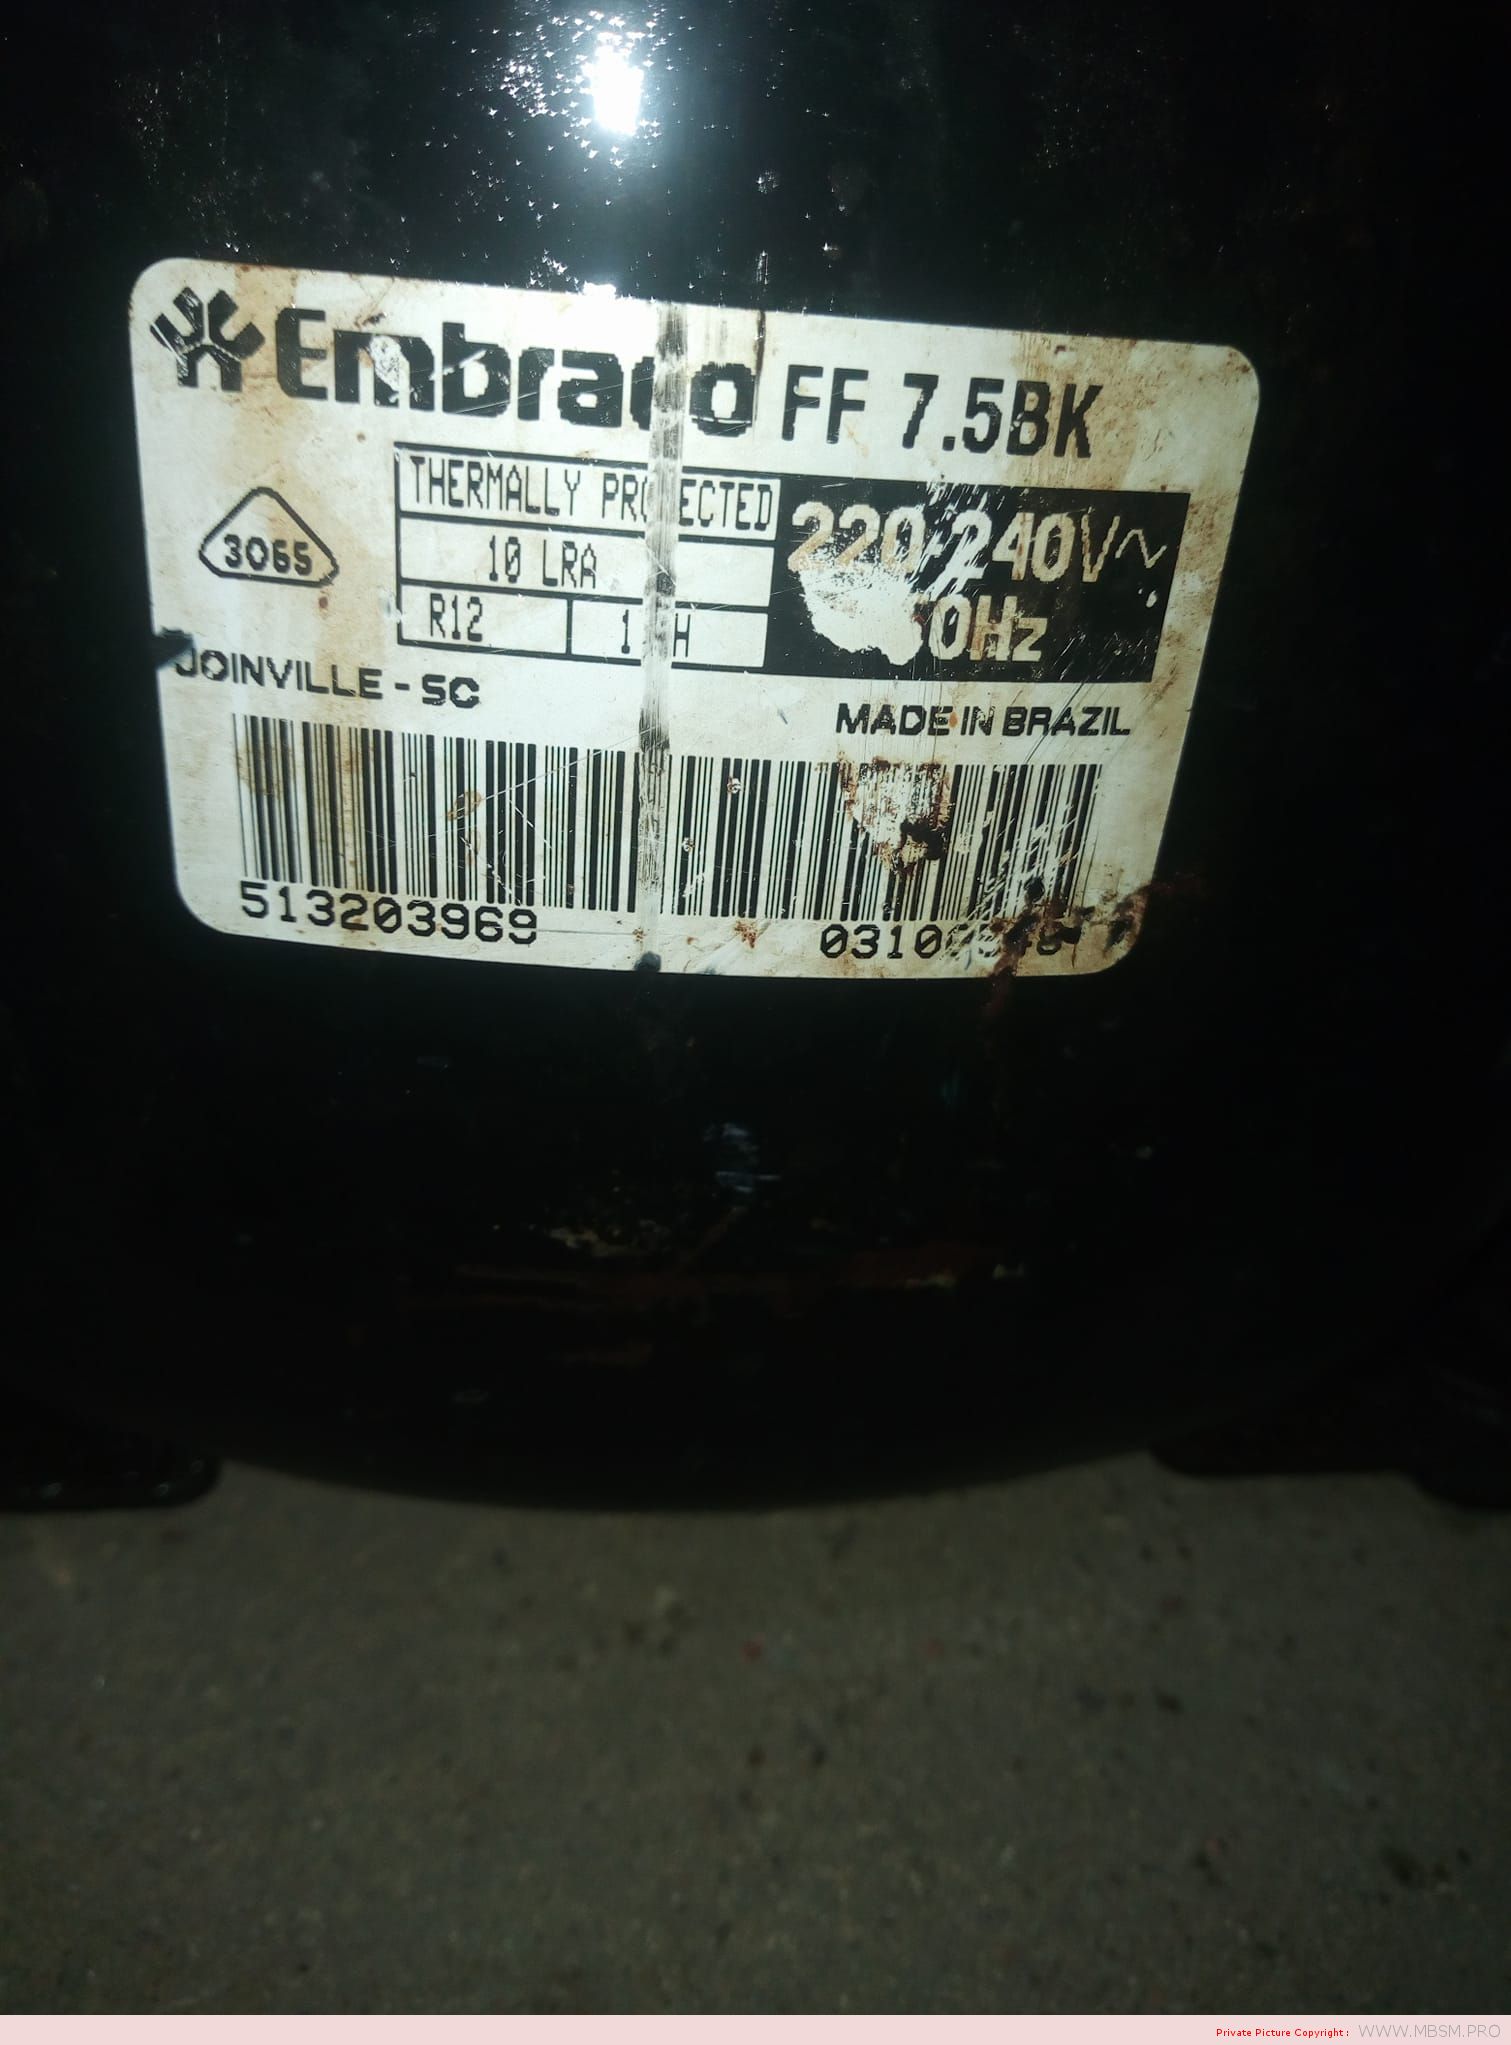 Embraco FF 7.5BK
THERMALLY PROTECTED
220-240V~
10 LRA
3065
R12
JOINVILLE - SC
MADE IN BRAZIL
513203969
Private Picture Copyright : WWW.MBSM.PRO